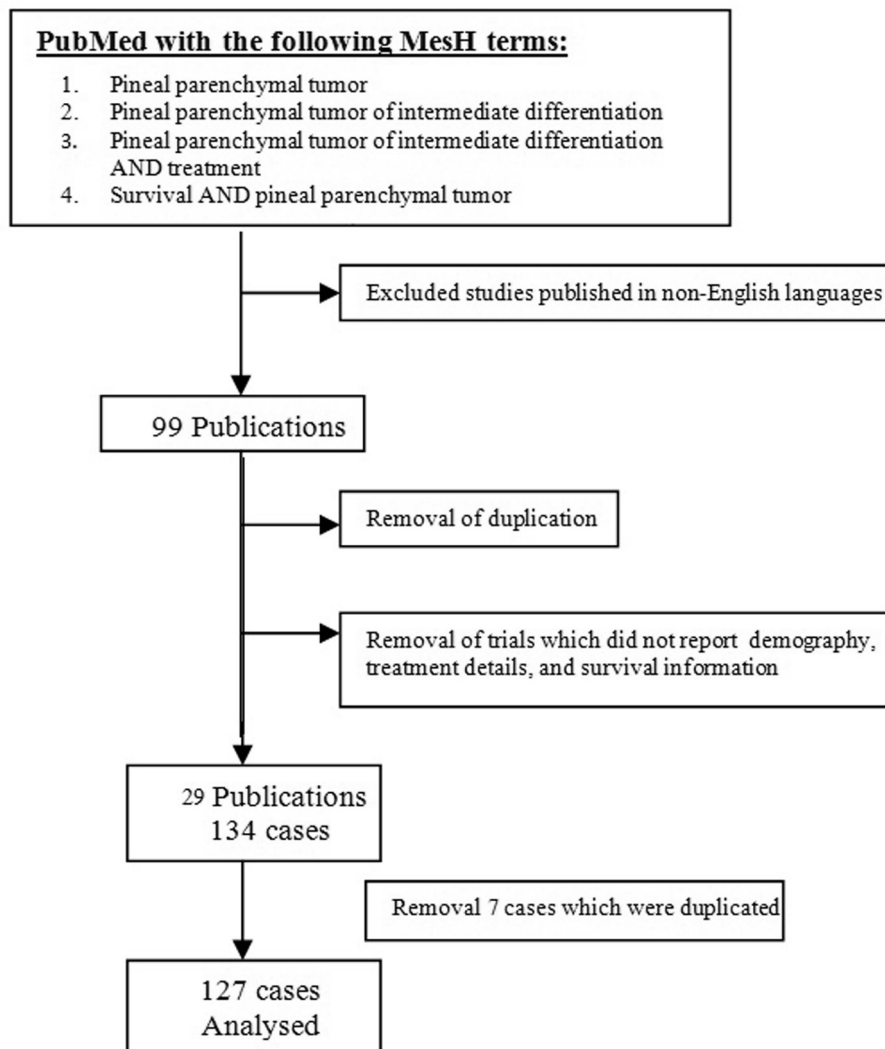 PubMed with the following MesH terms:
1. Pineal parenchymal tumor
2. Pineal parenchymal tumor of intermediate differentiation
3. Pineal parenchymal tumor of intermediate differentiation
AND treatment
4. Survival AND pineal parenchymal tumor
Excluded studies published in non-English languages
99 Publications
Removal of duplication
Removal of trials which did not report demography,
treatment details, and survival information
29 Publications
134 cases
Removal 7 cases which were duplicated
127 cases
Analysed